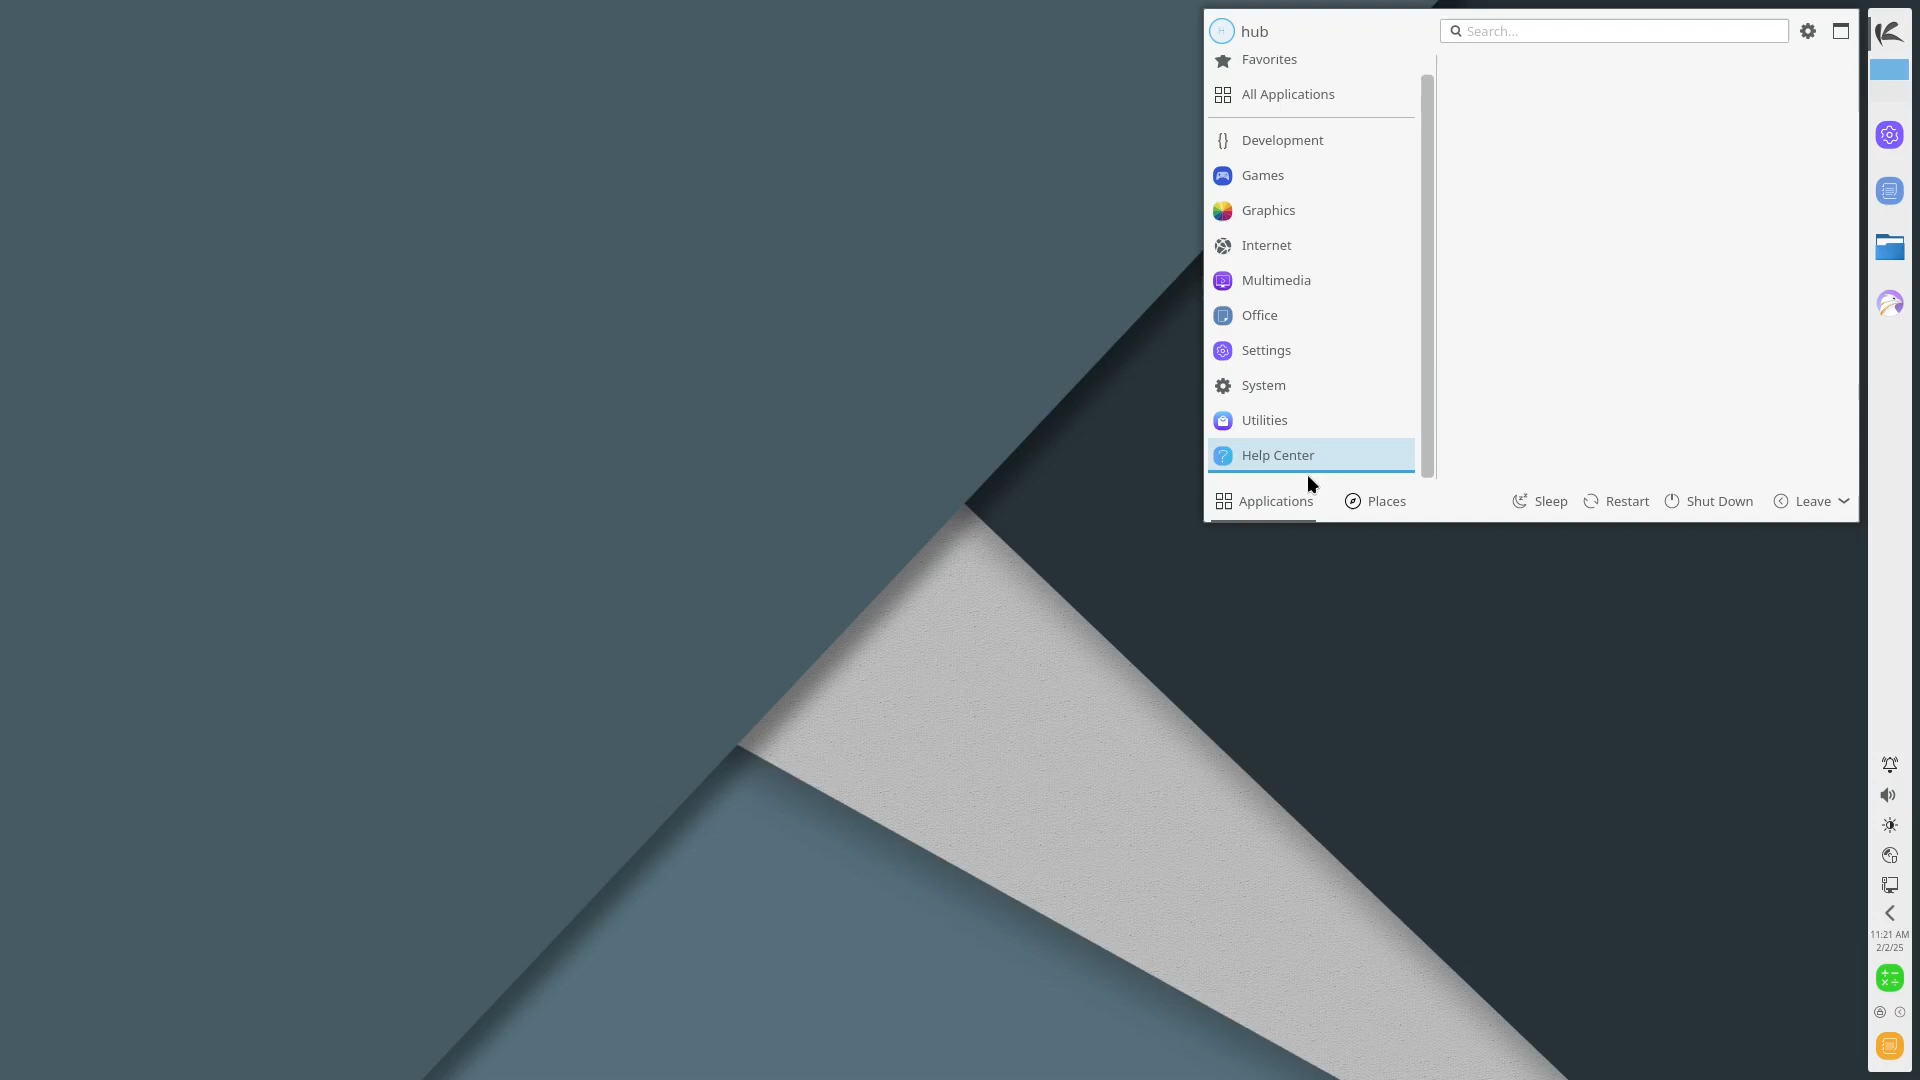 hub
Search...
Favorites
All Applications
Development
Games
Graphics
Internet
Multimedia
Office
Settings
System
Utilities
Help Center
Applications
Places
Sleep
Restart
Shut Down
Leave
11:21 AM
2/2/25